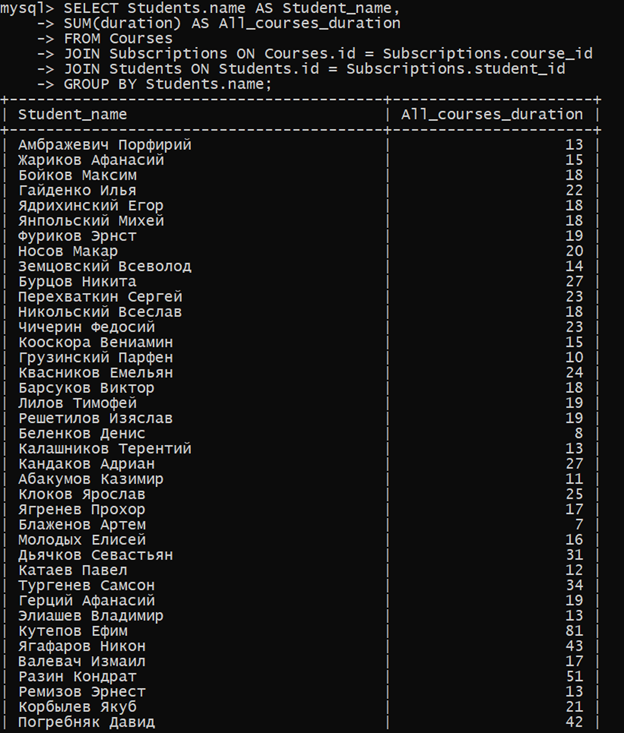 mysql> SELECT Students.name AS Student_name,
-> SUM(duration) AS All_courses_duration
-> FROM Courses
-> JOIN Subscriptions ON Courses.id = Subscriptions.course_id
-> JOIN Students ON Students.id = Subscriptions.student_id
-> GROUP BY Students.name;
+---------------------------------------+----------------------+
| Student_name | All_courses_duration |
+---------------------------------------+----------------------+
| Амбражевич Порфирий | 13 |
| Жариков Афанасий | 15 |
| Бойков Максим | 18 |
| Гайденко Илья | 22 |
| Ядрихинский Егор | 18 |
| Янпольский Михей | 18 |
| Фуриков Эрнст | 19 |
| Носов Макар | 20 |
| Земцовский Всеволод | 14 |
| Бурцов Никита | 27 |
| Перехваткин Сергей | 23 |
| Никольский Всеслав | 18 |
| Чичерин Федосий | 23 |
| Кооскора Вениамин | 15 |
| Грузинский Парфен | 10 |
| Квасников Емельян | 24 |
| Барсуков Виктор | 18 |
| Лилов Тимофей | 19 |
| Решетилов Изяслав | 19 |
| Беленков Денис | 8 |
| Калашников Терентий | 13 |
| Кандаков Адриан | 27 |
| Абакумов Казимир | 11 |
| Клоков Ярослав | 25 |
| Ягренев Прохор | 17 |
| Блаженов Артем | 7 |
| Молодых Елисей | 16 |
| Дьячков Севастьян | 31 |
| Катаев Павел | 12 |
| Тургенев Самсон | 34 |
| Герций Афанасий | 19 |
| Элиашев Владимир | 13 |
| Кутепов Ефим | 81 |
| Ягафаров Никон | 43 |
| Валевач Измаил | 17 |
| Разин Кондрат | 51 |
| Ремизов Эрнест | 13 |
| Корбылев Якуб | 21 |
| Погребняк Давид | 42 |